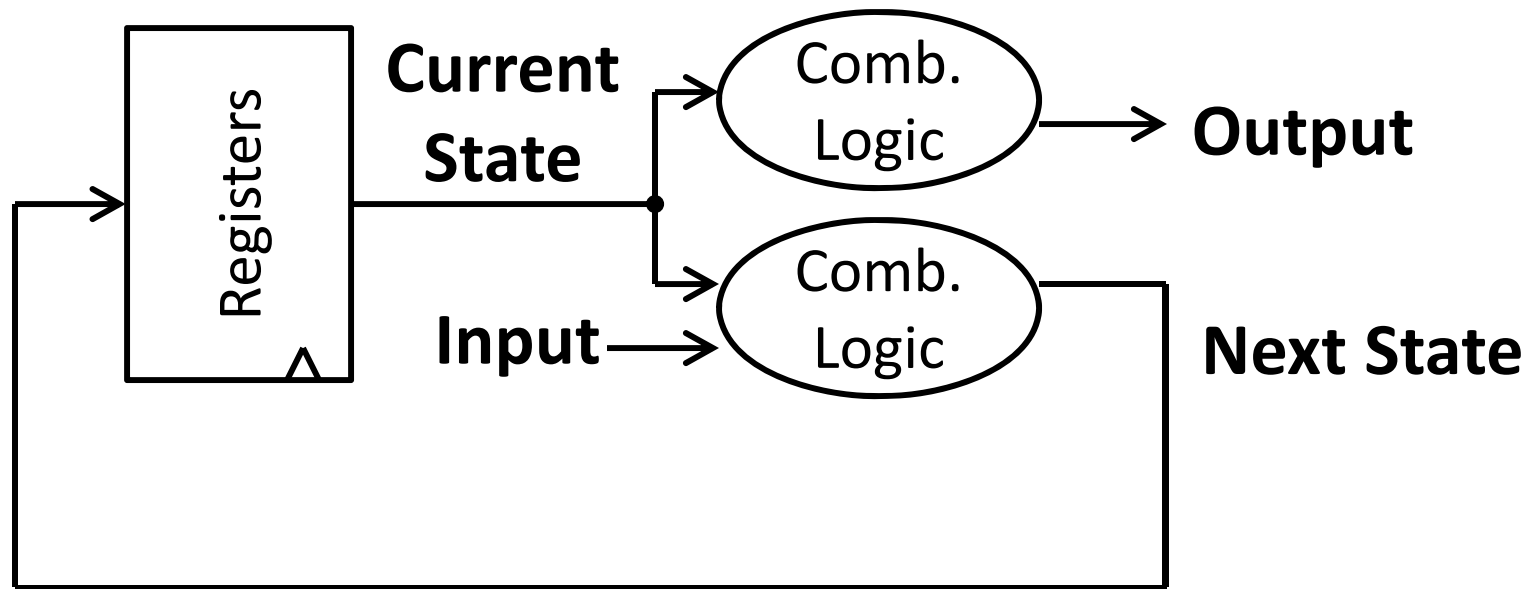 Registers
Current
State
Comb.
Logic
Output
Input
Comb.
Logic
Next State